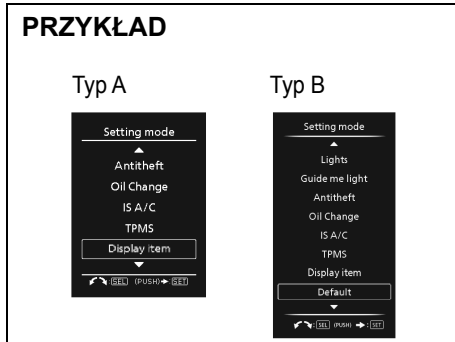 PRZYKŁAD
Typ A
Setting mode
Antitheft
Oil Change
IS A/C
TPMS
Display item
:SEL (PUSH) SET
Typ B
Setting mode
Lights
Guide me light
Antitheft
Oil Change
IS A/C
TPMS
Display item
Default
:SEL (PUSH) :SET